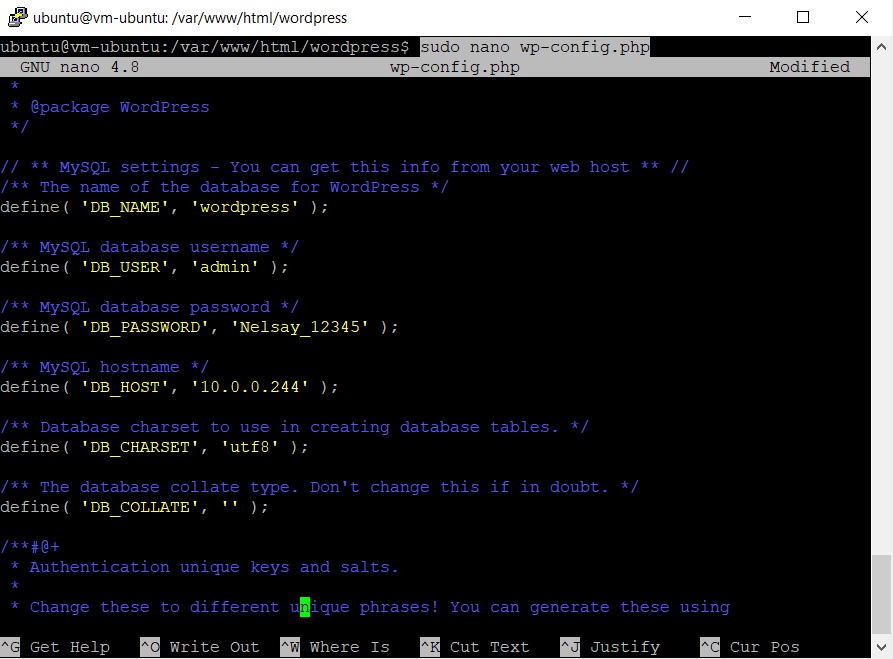 ubuntu@vm-ubuntu: /var/www/html/wordpress
ubuntu@vm-ubuntu:/var/www/html/wordpress$ sudo nano wp-config.php
GNU nano 4.8 wp-config.php Modified
*
* @package WordPress
*/
// ** MySQL settings - You can get this info from your web host ** //
/** The name of the database for WordPress */
define( 'DB_NAME', 'wordpress' );
/** MySQL database username */
define( 'DB_USER', 'admin' );
/** MySQL database password */
define( 'DB_PASSWORD', 'Nelsay_12345' );
/** MySQL hostname */
define( 'DB_HOST', '10.0.0.244' );
/** Database charset to use in creating database tables. */
define( 'DB_CHARSET', 'utf8' );
/** The database collate type. Don't change this if in doubt. */
define( 'DB_COLLATE', '' );
/**#@+
* Authentication unique keys and salts.
*
* Change these to different unique phrases! You can generate these using
^G Get Help ^O Write Out ^W Where Is ^K Cut Text ^J Justify ^C Cur Pos